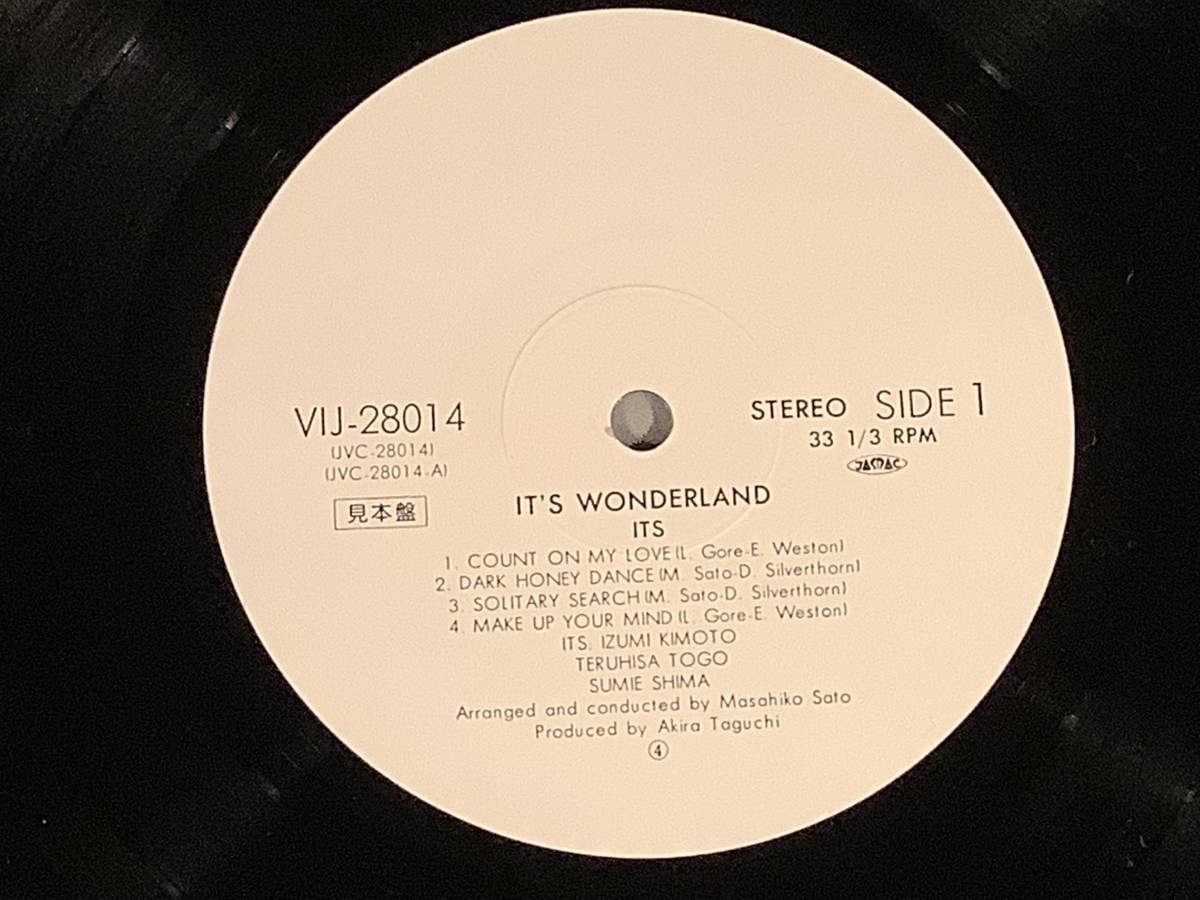 VIJ-28014
(JVC-28014)
(JVC-28014-A)
見本盤
STEREO SIDE 1
33 1/3 RPM
JASRAC
IT'S WONDERLAND
ITS
1. COUNT ON MY LOVE (L. Gore-E. Weston)
2. DARK HONEY DANCE (M. Sato-D. Silverthorn)
3. SOLITARY SEARCH (M. Sato-D. Silverthorn)
4. MAKE UP YOUR MIND (L. Gore-E. Weston)
ITS: IZUMI KIMOTO
TERUHISA TOGO
SUMIE SHIMA
Arranged and conducted by Masahiko Sato
Produced by Akira Taguchi
④